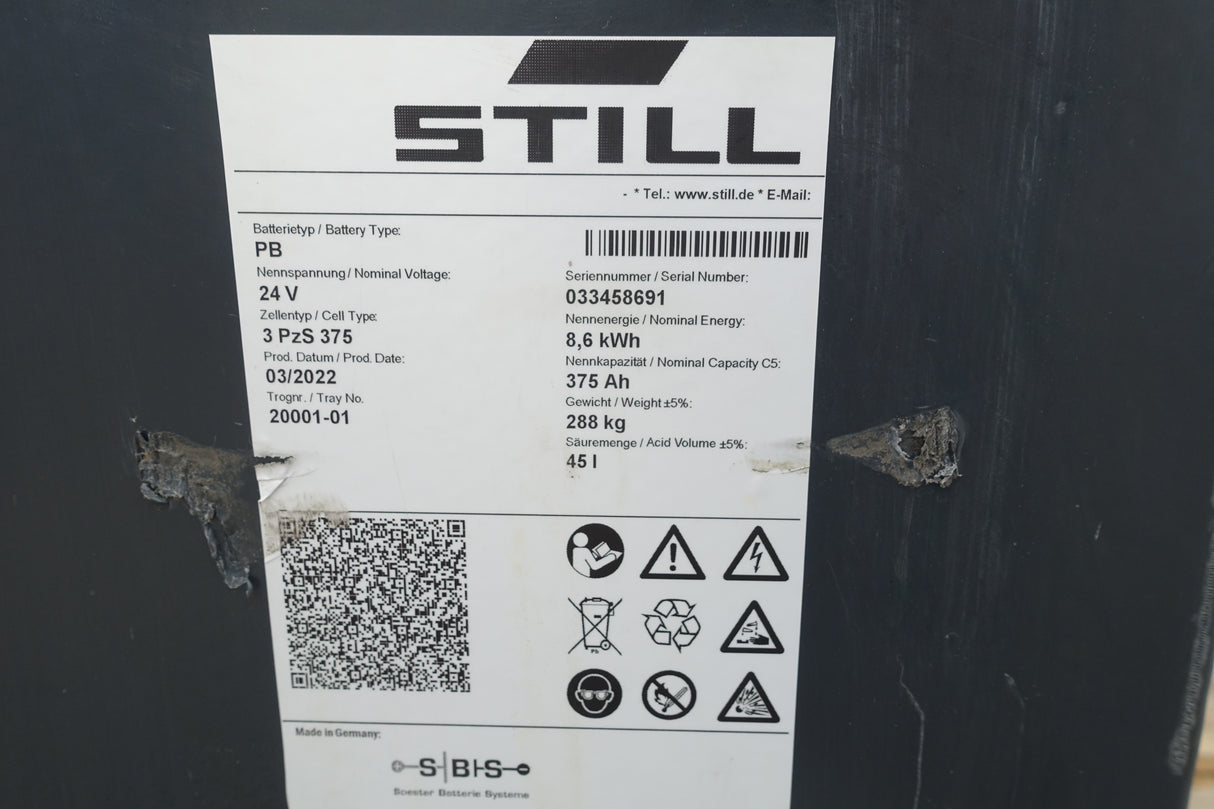 STILL
- * Tel.: www.still.de * E-Mail:
Batterietyp / Battery Type:
PB
Nennspannung / Nominal Voltage:
24 V
Zellentyp / Cell Type:
3 PzS 375
Prod. Datum / Prod. Date:
03/2022
Trognr. / Tray No.
20001-01
Seriennummer / Serial Number:
033458691
Nennenergie / Nominal Energy:
8,6 kWh
Nennkapazität / Nominal Capacity C5:
375 Ah
Gewicht / Weight ±5%:
288 kg
Säuremenge / Acid Volume ±5%:
45 l
Pb
Made in Germany:
SBS
Soester Batterie Systeme